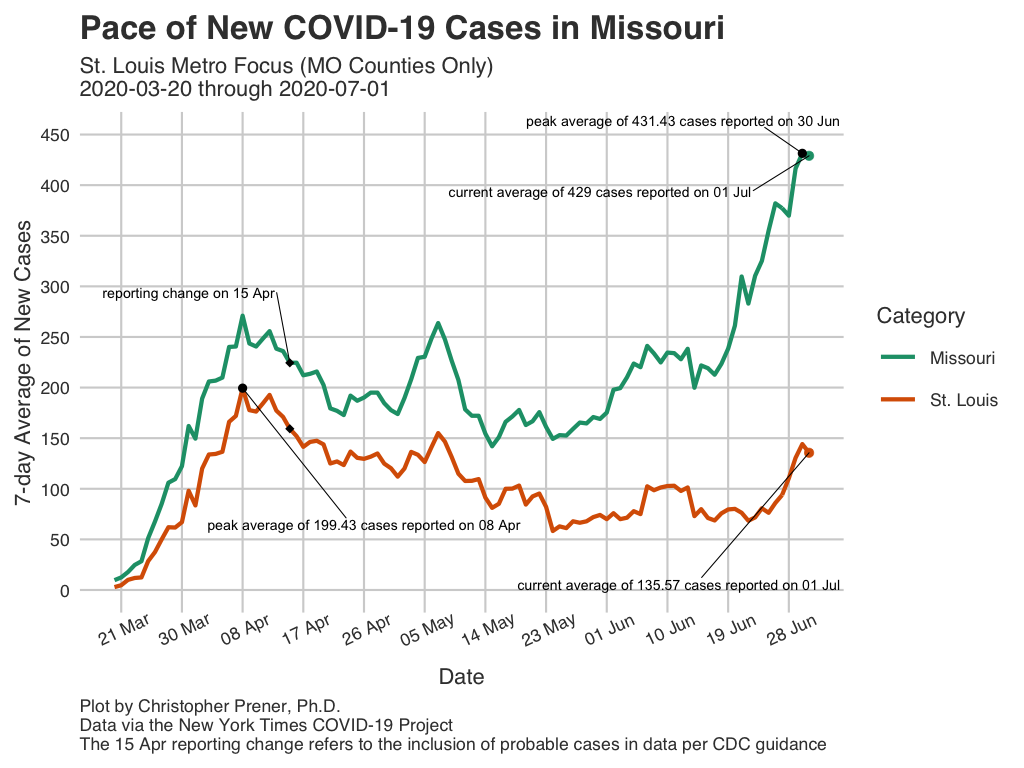 Pace of New COVID-19 Cases in Missouri
St. Louis Metro Focus (MO Counties Only)
2020-03-20 through 2020-07-01
7-day Average of New Cases
450
400
350
300
250
200
150
100
50
0
peak average of 431.43 cases reported on 30 Jun
current average of 429 cases reported on 01 Jul
reporting change on 15 Apr
peak average of 199.43 cases reported on 08 Apr
current average of 135.57 cases reported on 01 Jul
21 Mar
30 Mar
08 Apr
17 Apr
26 Apr
05 May
14 May
23 May
01 Jun
10 Jun
19 Jun
28 Jun
Date
Category
Missouri
St. Louis
Plot by Christopher Prener, Ph.D.
Data via the New York Times COVID-19 Project
The 15 Apr reporting change refers to the inclusion of probable cases in data per CDC guidance